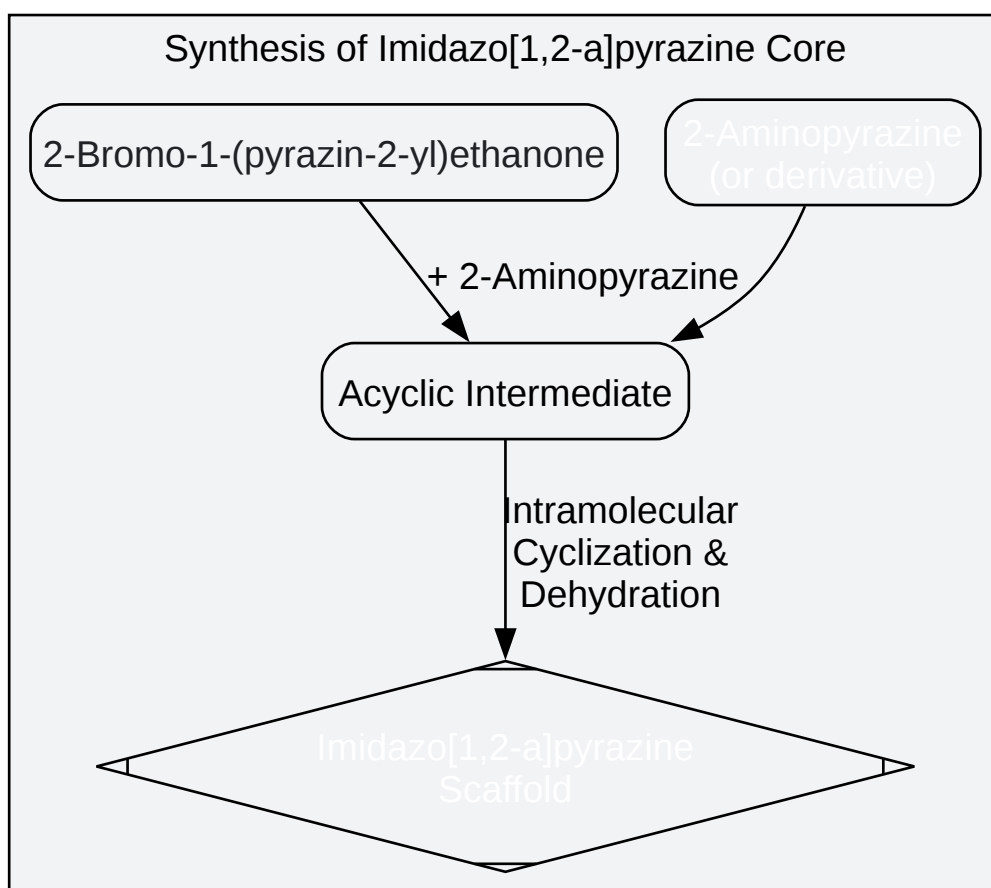 Synthesis of Imidazo[1,2-a]pyrazine Core
2-Bromo-1-(pyrazin-2-yl)ethanone
2-Aminopyrazine
(or derivative)
+ 2-Aminopyrazine
Acyclic Intermediate
Intramolecular
Cyclization &
Dehydration
Imidazo[1,2-a]pyrazine
Scaffold